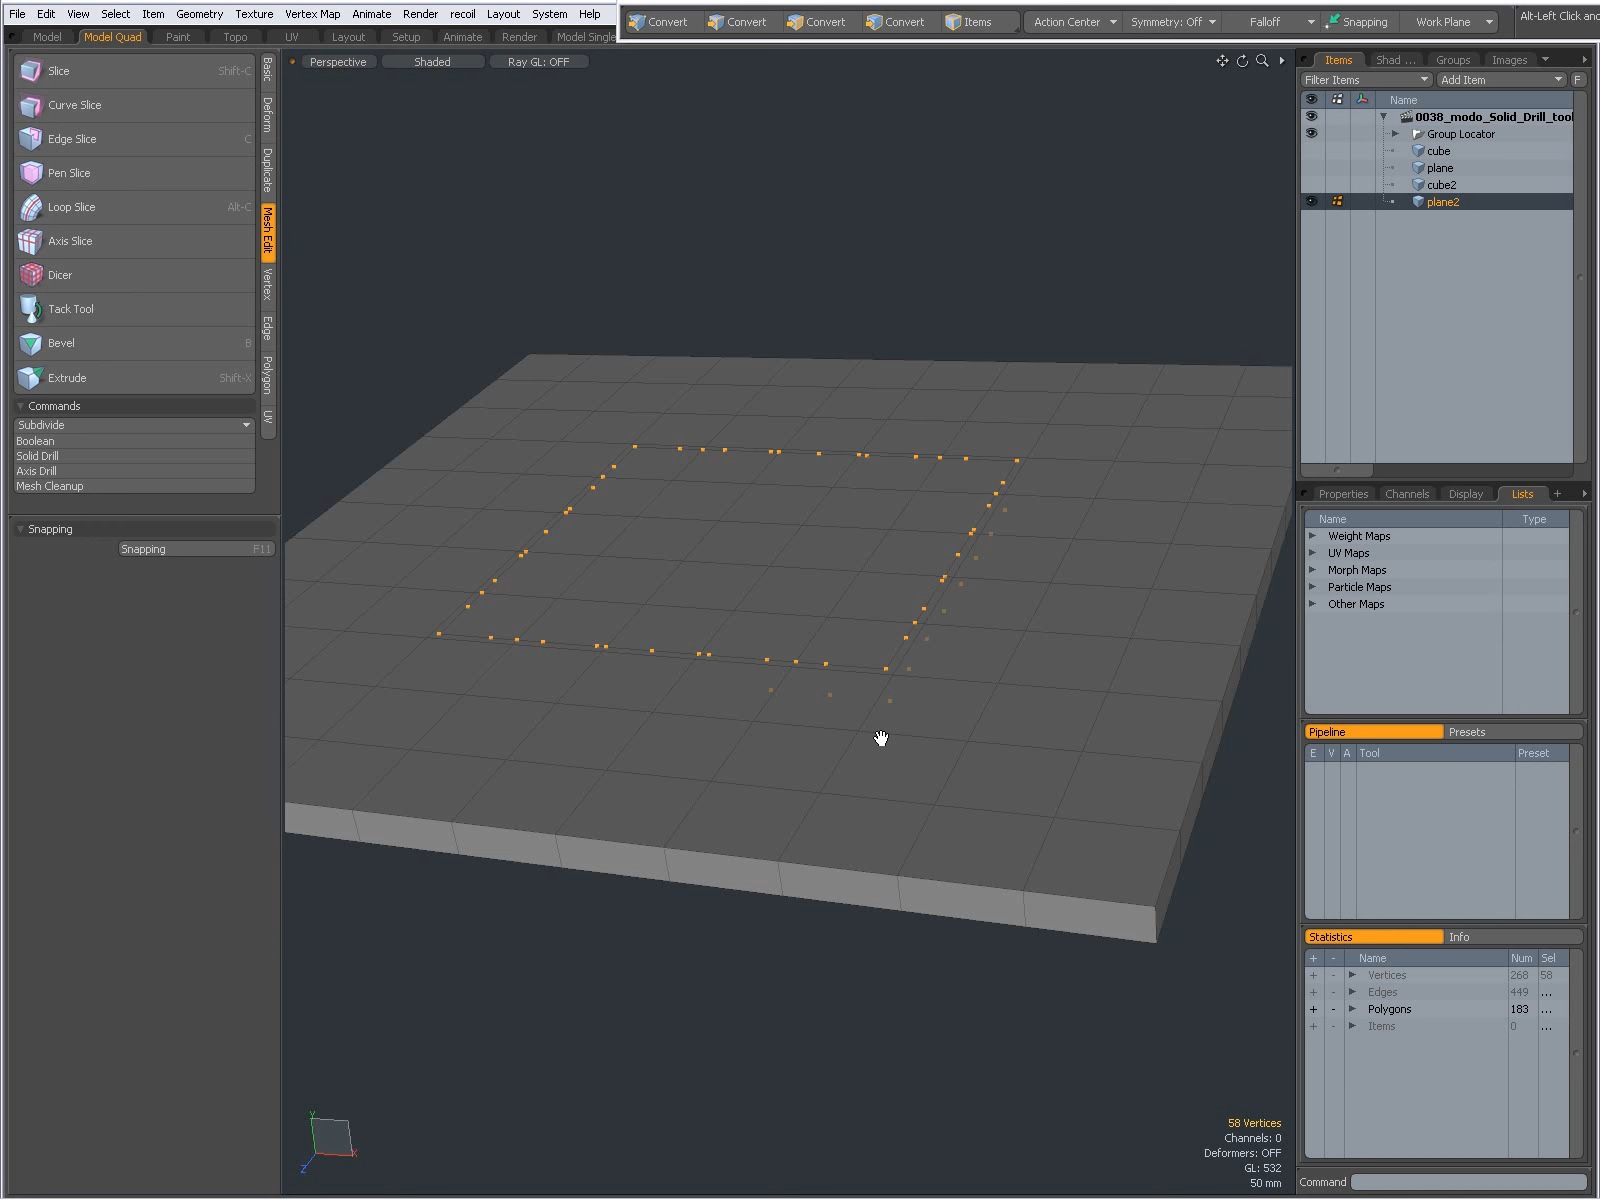 File Edit View Select Item Geometry Texture Vertex Map Animate Render recoil Layout System Help
Convert Convert Convert Convert Items Action Center Symmetry: Off Falloff Snapping Work Plane Alt-Left Click and
Model Model Quad Paint Topo UV Layout Setup Animate Render Model Single
Slice Shift-C
Curve Slice
Edge Slice C
Pen Slice
Loop Slice Alt-C
Axis Slice
Dicer
Tack Tool
Bevel B
Extrude Shift-X
Commands
Subdivide
Boolean
Solid Drill
Axis Drill
Mesh Cleanup
Snapping
Snapping F11
Basic
Deform
Duplicate
Mesh Edit
Vertex
Edge
Polygon
UV
Perspective Shaded Ray GL: OFF
Y
X
Z
58 Vertices
Channels: 0
Deformers: OFF
GL: 532
50 mm
Items Shad ... Groups Images
Filter Items Add Item F
Name
0038_modo_Solid_Drill_tool
Group Locator
cube
plane
cube2
plane2
Properties Channels Display Lists +
Name Type
Weight Maps
UV Maps
Morph Maps
Particle Maps
Other Maps
Pipeline Presets
E V A Tool Preset
Statistics Info
+ - Name Num Sel
+ - Vertices 268 58
+ - Edges 449 ...
+ - Polygons 183 ...
+ - Items 0 ...
Command